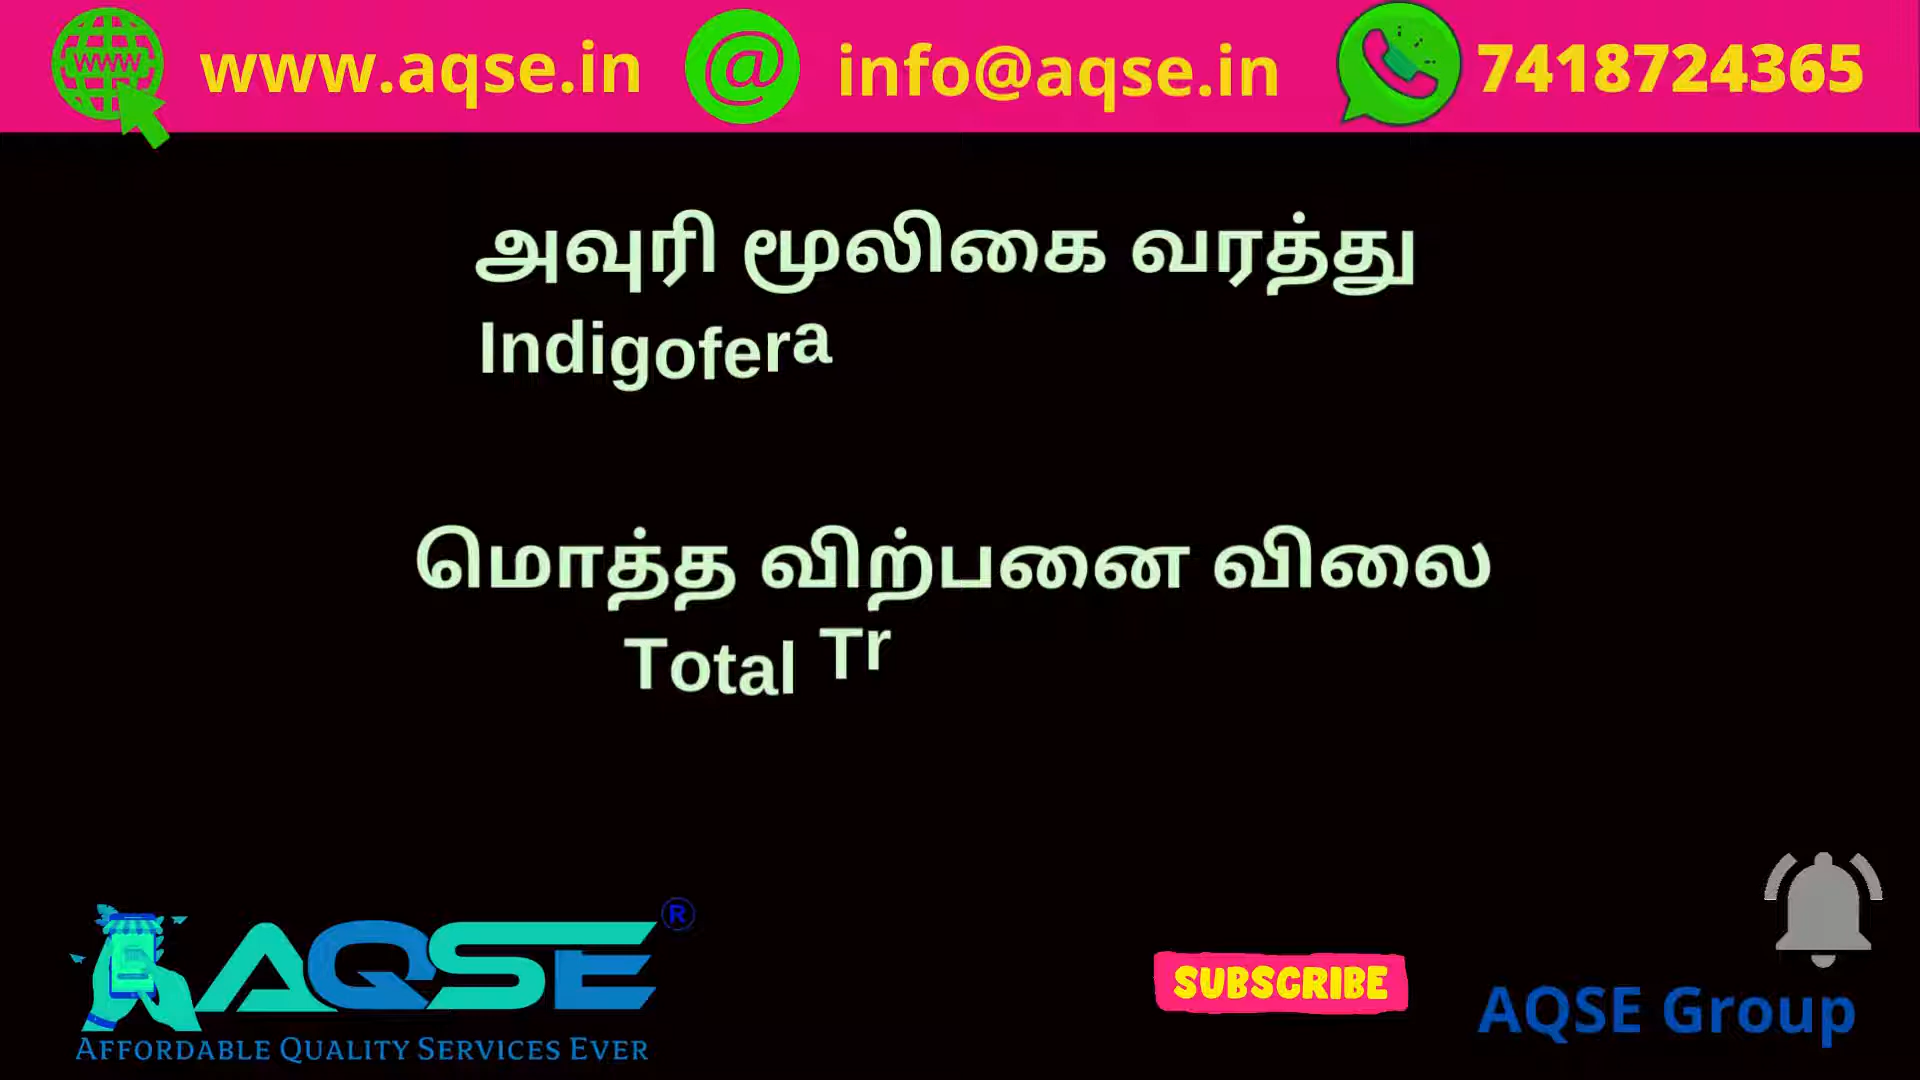 www.aqse.in info@aqse.in 7418724365
அவுரி மூலிகை வரத்து
Indigofera
மொத்த விற்பனை விலை
Total Tr
AQSE ®
AFFORDABLE QUALITY SERVICES EVER
SUBSCRIBE
AQSE Group